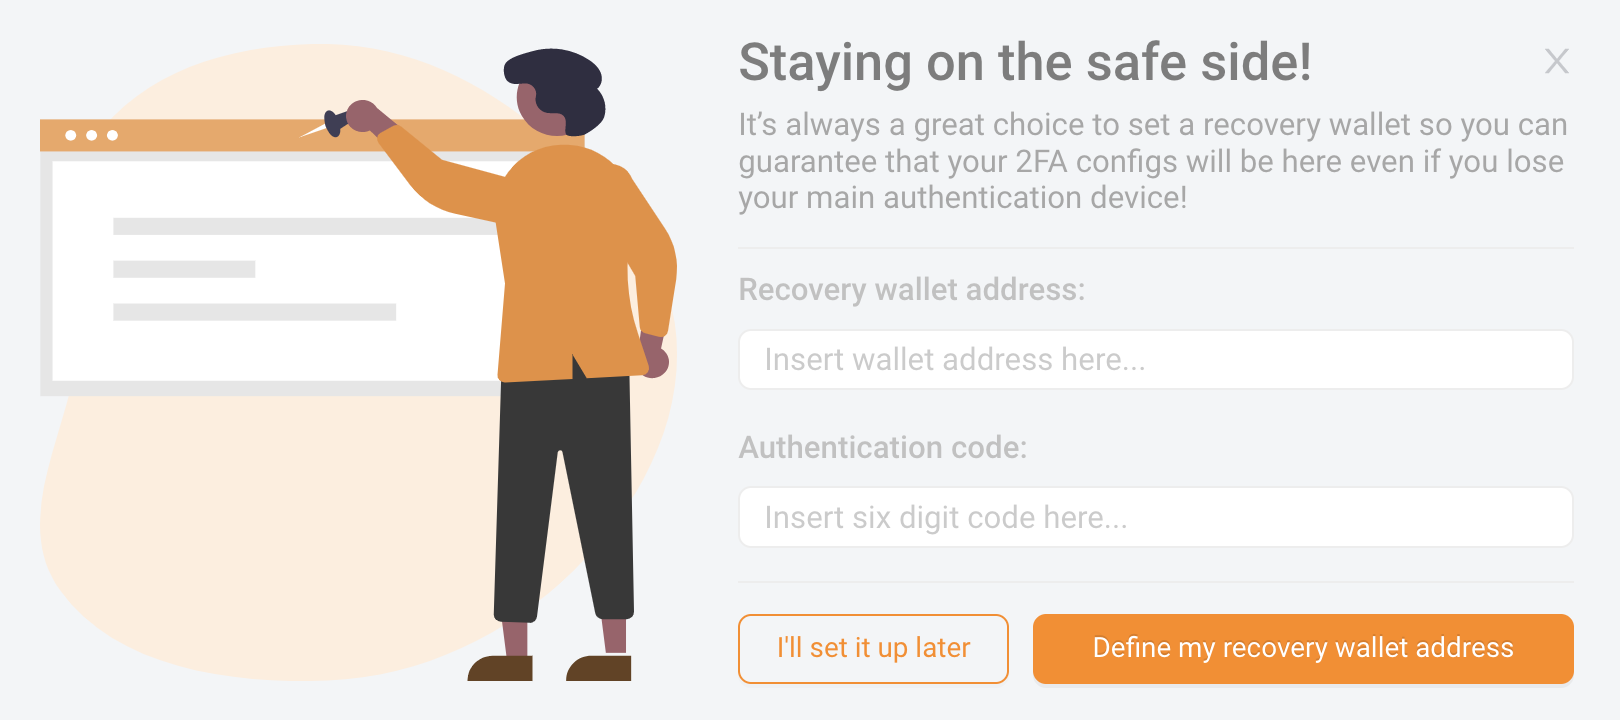 Staying on the safe side!
X
It’s always a great choice to set a recovery wallet so you can
guarantee that your 2FA configs will be here even if you lose
your main authentication device!
Recovery wallet address:
Insert wallet address here...
Authentication code:
Insert six digit code here...
I'll set it up later
Define my recovery wallet address